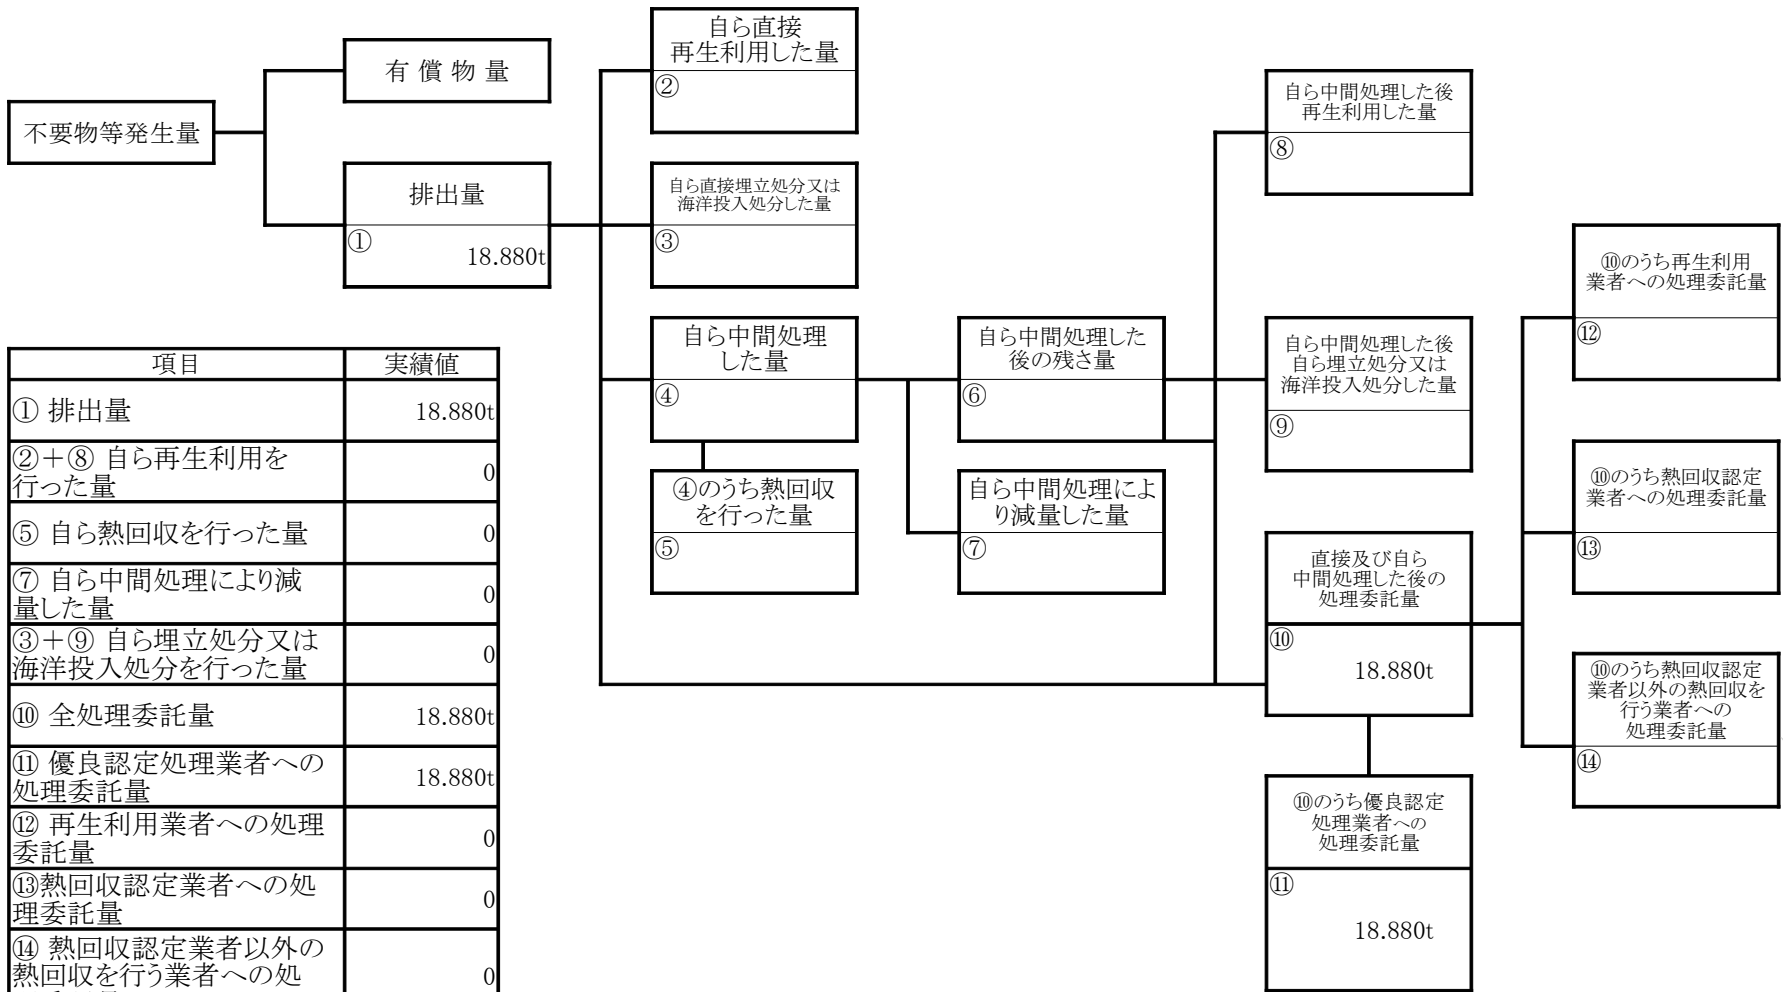 不要物等発生量
有償物量
排出量
①
18.880t
自ら直接
再生利用した量
②
自ら直接埋立処分又は
海洋投入処分した量
③
自ら中間処理
した量
④
④のうち熱回収
を行った量
⑤
自ら中間処理した
後の残さ量
⑥
自ら中間処理によ
り減量した量
⑦
自ら中間処理した後
再生利用した量
⑧
自ら中間処理した後
自ら埋立処分又は
海洋投入処分した量
⑨
直接及び自ら
中間処理した後の
処理委託量
⑩
18.880t
⑩のうち優良認定
処理業者への
処理委託量
⑪
18.880t
⑩のうち再生利用
業者への処理委託量
⑫
⑩のうち熱回収認定
業者への処理委託量
⑬
⑩のうち熱回収認定
業者以外の熱回収を
行う業者への
処理委託量
⑭
項目 実績値
① 排出量 18.880t
②+⑧ 自ら再生利用を
行った量 0
⑤ 自ら熱回収を行った量 0
⑦ 自ら中間処理により減
量した量 0
③+⑨ 自ら埋立処分又は
海洋投入処分を行った量 0
⑩ 全処理委託量 18.880t
⑪ 優良認定処理業者への
処理委託量 18.880t
⑫ 再生利用業者への処理
委託量 0
⑬熱回収認定業者への処
理委託量 0
⑭ 熱回収認定業者以外の
熱回収を行う業者への処 0